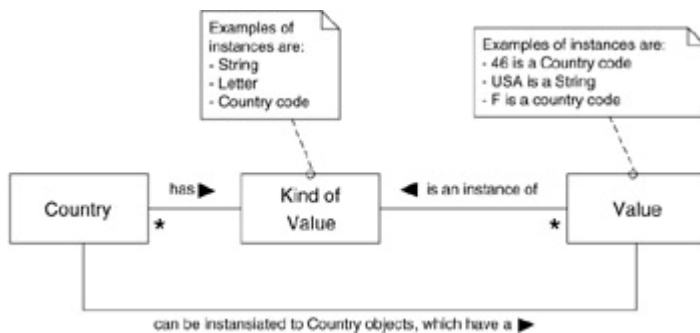 Examples of
instances are:
- String
- Letter
- Country code
Examples of instances are:
- 46 is a Country code
- USA is a String
- F is a country code
Country
has ▶
Kind of
Value
◀ is an instance of
Value
*
*
can be instansiated to Country objects, which have a ▶